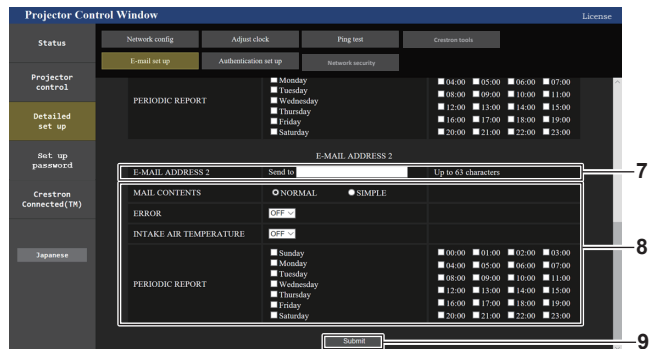 Projector Control Window License
Status Network config Adjust clock Ping test Crestron tools
E-mail set up Authentication set up Network security
Projector control
Detailed set up
Set up password
Crestron Connected(TM)
Japanese
PERIODIC REPORT
Monday 04:00 05:00 06:00 07:00
Tuesday
Wednesday 08:00 09:00 10:00 11:00
Thursday 12:00 13:00 14:00 15:00
Friday 16:00 17:00 18:00 19:00
Saturday 20:00 21:00 22:00 23:00
E-MAIL ADDRESS 2
E-MAIL ADDRESS 2 Send to Up to 63 characters 7
MAIL CONTENTS NORMAL SIMPLE
ERROR OFF
INTAKE AIR TEMPERATURE OFF 8
PERIODIC REPORT
Sunday 00:00 01:00 02:00 03:00
Monday 04:00 05:00 06:00 07:00
Tuesday
Wednesday 08:00 09:00 10:00 11:00
Thursday 12:00 13:00 14:00 15:00
Friday 16:00 17:00 18:00 19:00
Saturday 20:00 21:00 22:00 23:00
Submit 9